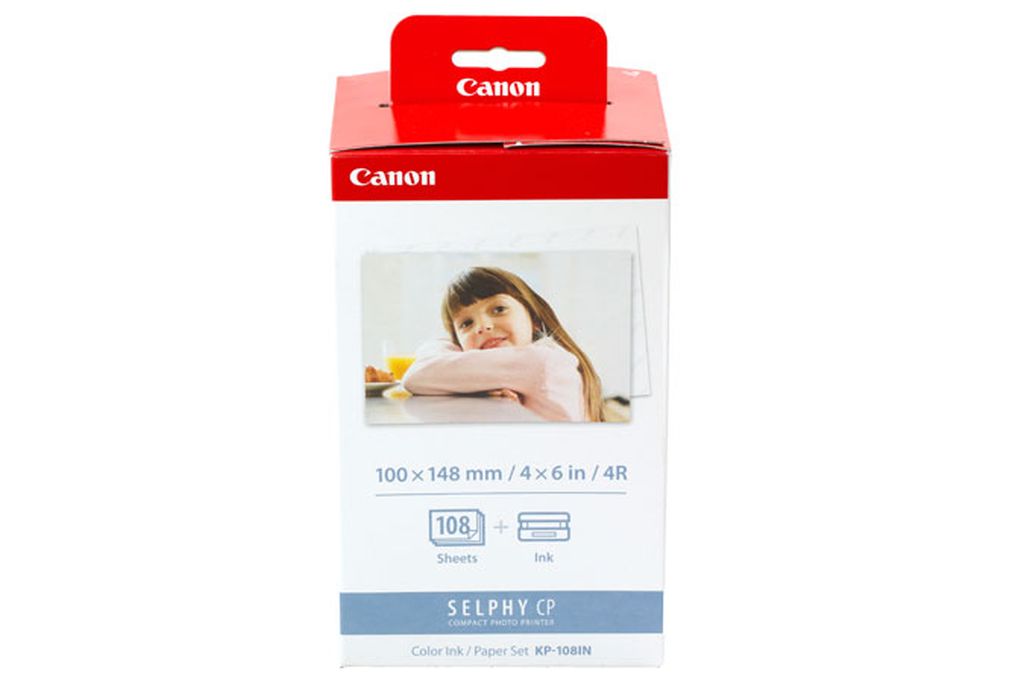 Canon
Canon
100 × 148 mm / 4 × 6 in / 4R
108 +
Sheets Ink
SELPHY CP
COMPACT PHOTO PRINTER
Color Ink / Paper Set KP-108IN